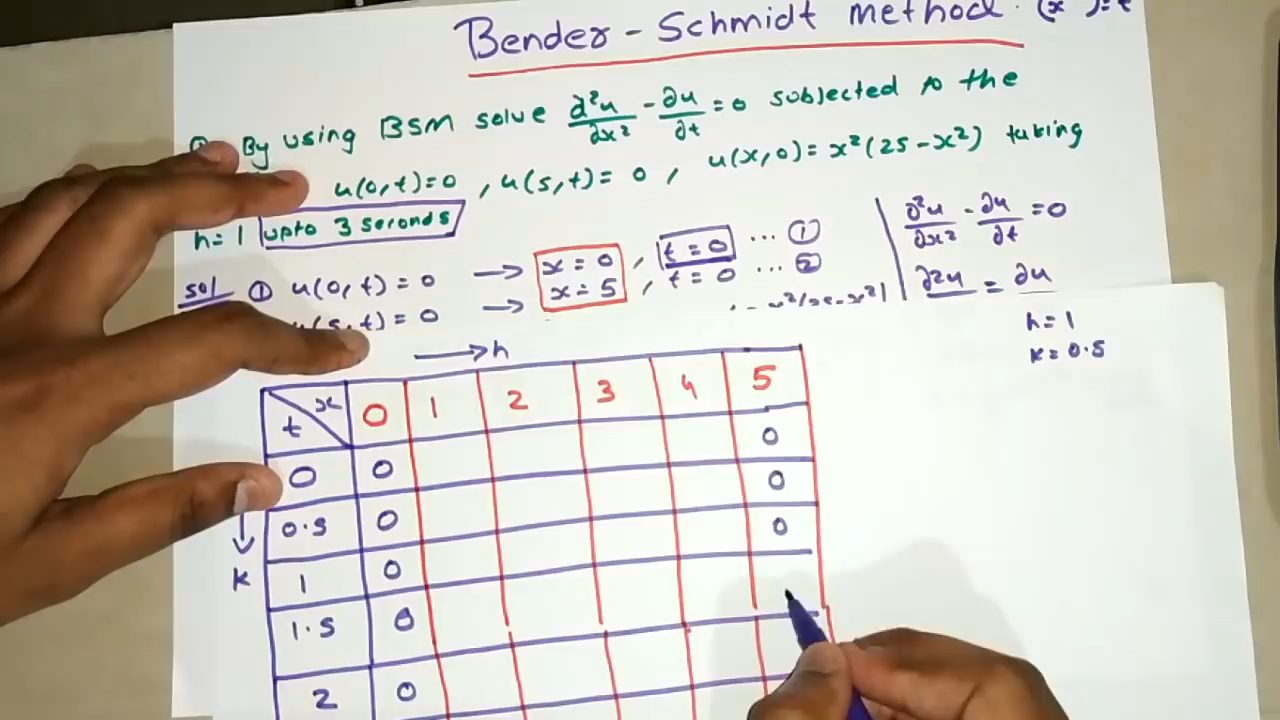 Bender-Schmidt method.
By using BSM solve ∂²u/∂x² - ∂u/∂t = 0 subjected to the
u(0,t)=0, u(5,t)=0, u(x,0)=x²(25-x²) taking
h=1 upto 3 seconds
sol ① u(0,t)=0 → x=0, t=0 ... ①
u(5,t)=0 → x=5, t=0 ... ②
∂²u/∂x² - ∂u/∂t = 0
∂²u = ∂u
h=1
k=0.5
→h
t x 0 1 2 3 4 5
0 0 0
0.5 0 0
1 0 0
1.5 0
2 0
↓
K